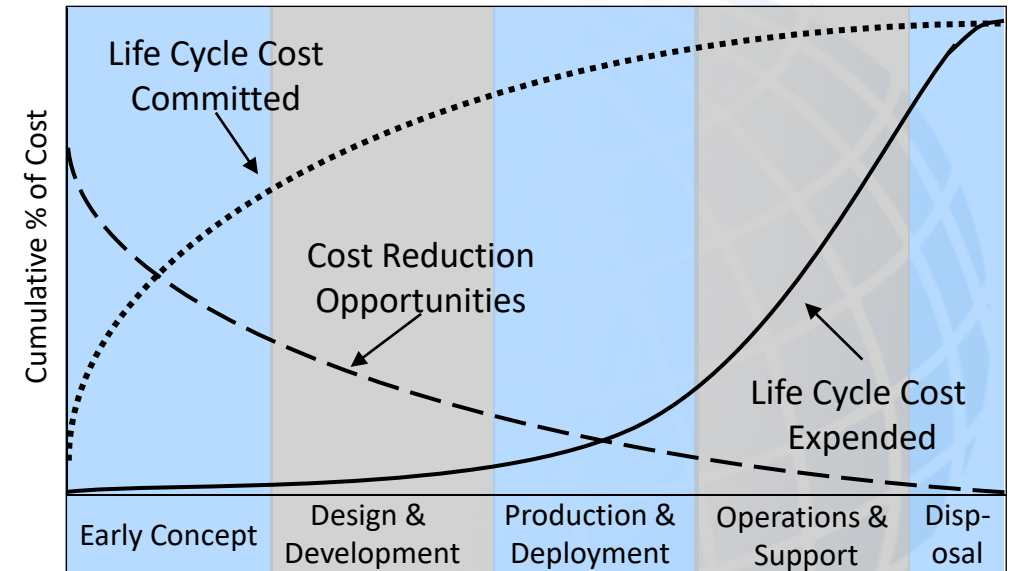 Life Cycle Cost
Committed
Cumulative % of Cost
Cost Reduction
Opportunities
Life Cycle Cost
Expended
Early Concept
Design &
Development
Production &
Deployment
Operations &
Support
Disp-
osal